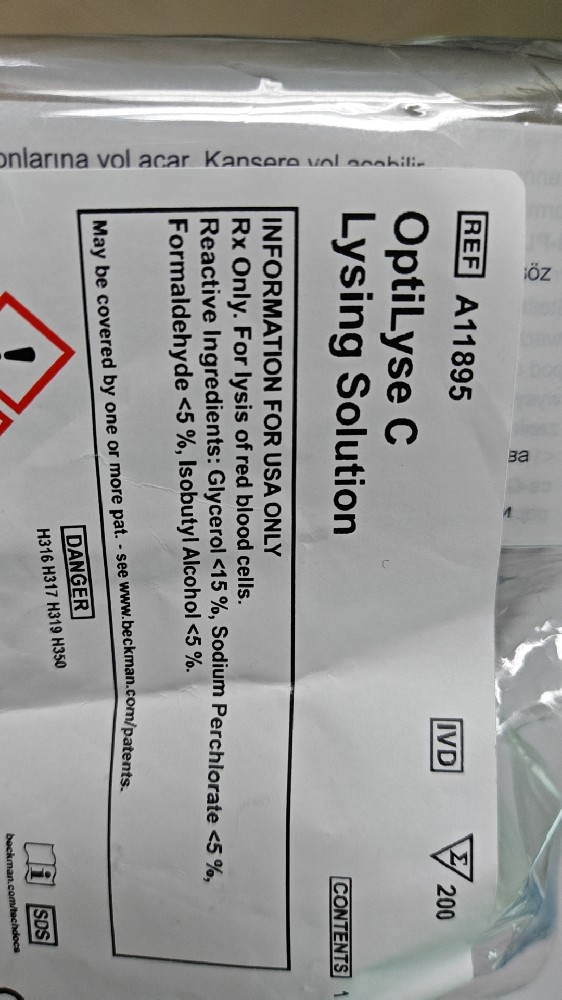 REF A11895
IVD
200
OptiLyse C
Lysing Solution
CONTENTS 1
INFORMATION FOR USA ONLY
Rx Only. For lysis of red blood cells.
Reactive Ingredients: Glycerol <15 %, Sodium Perchlorate <5 %,
Formaldehyde <5 %, Isobutyl Alcohol <5 %.
May be covered by one or more pat. - see www.beckman.com/patents.
DANGER
H316 H317 H319 H350
SDS
beckman.com/techdocs
yol açar. Kansere yol açabilir